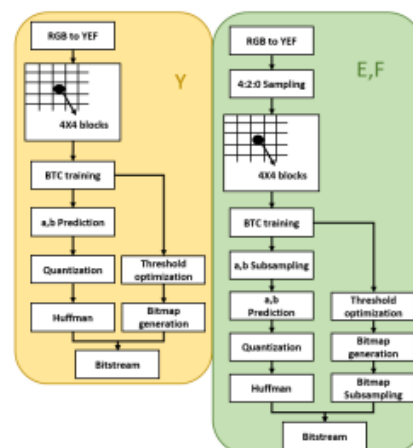 RGB to YEF
Y
4X4 blocks
BTC training
a,b Prediction
Quantization
Threshold
optimization
Huffman
Bitmap
generation
Bitstream
RGB to YEF
E,F
4:2:0 Sampling
4X4 blocks
BTC training
a,b Subsampling
a,b
Prediction
Threshold
optimization
Quantization
Bitmap
generation
Huffman
Bitmap
Subsampling
Bitstream